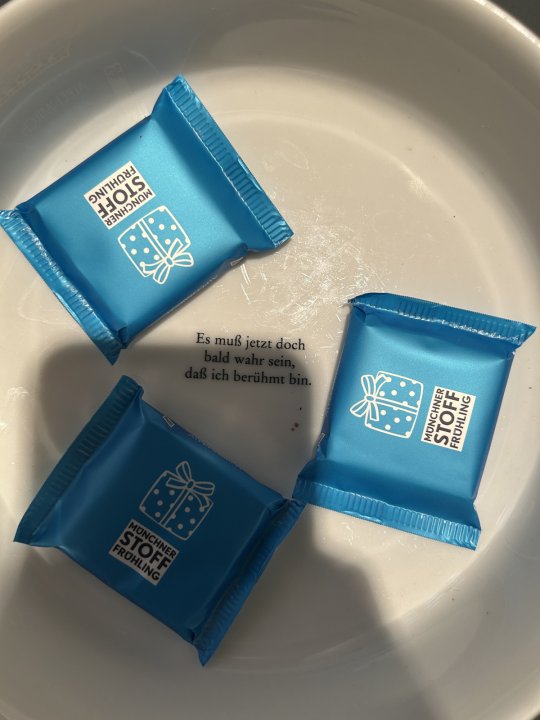 MÜNCHNER
STOFF
FRÜHLING
Es muß jetzt doch
bald wahr sein,
daß ich berühmt bin.
MÜNCHNER
STOFF
FRÜHLING
MÜNCHNER
STOFF
FRÜHLING